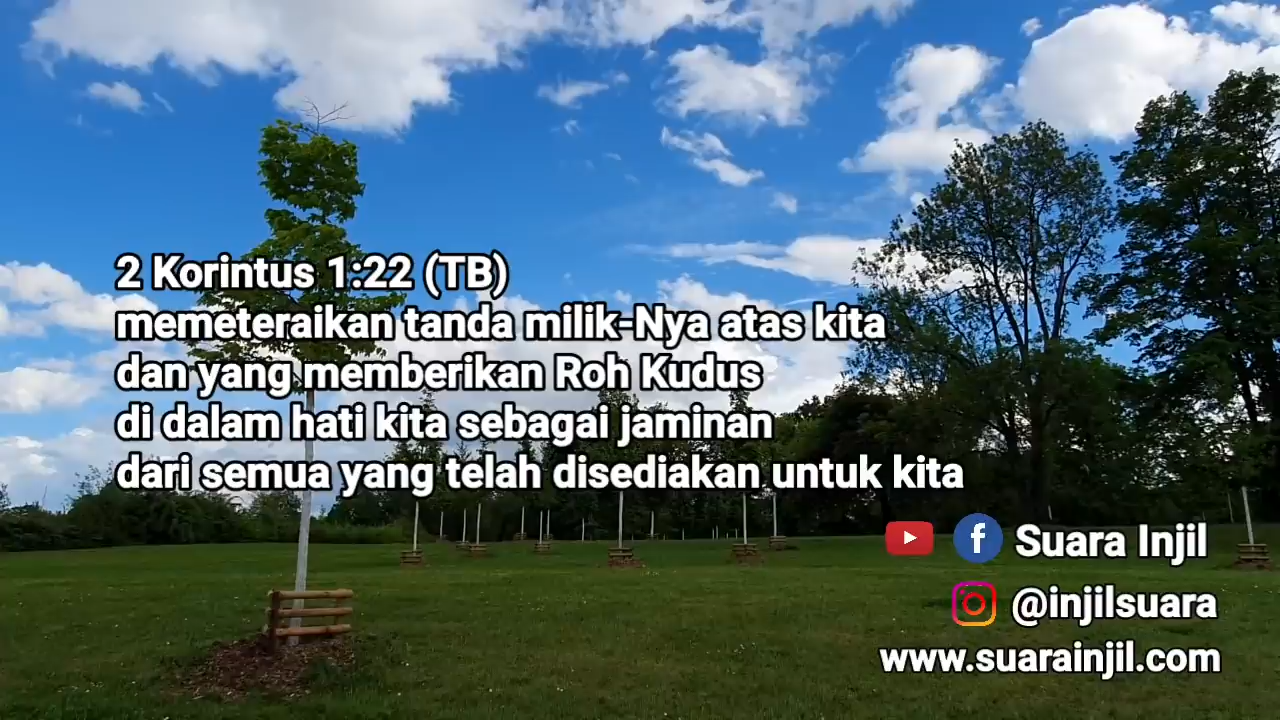 2 Korintus 1:22 (TB)
memeteraikan tanda milik-Nya atas kita
dan yang memberikan Roh Kudus
di dalam hati kita sebagai jaminan
dari semua yang telah disediakan untuk kita
Suara Injil
@injilsuara
www.suarainjil.com